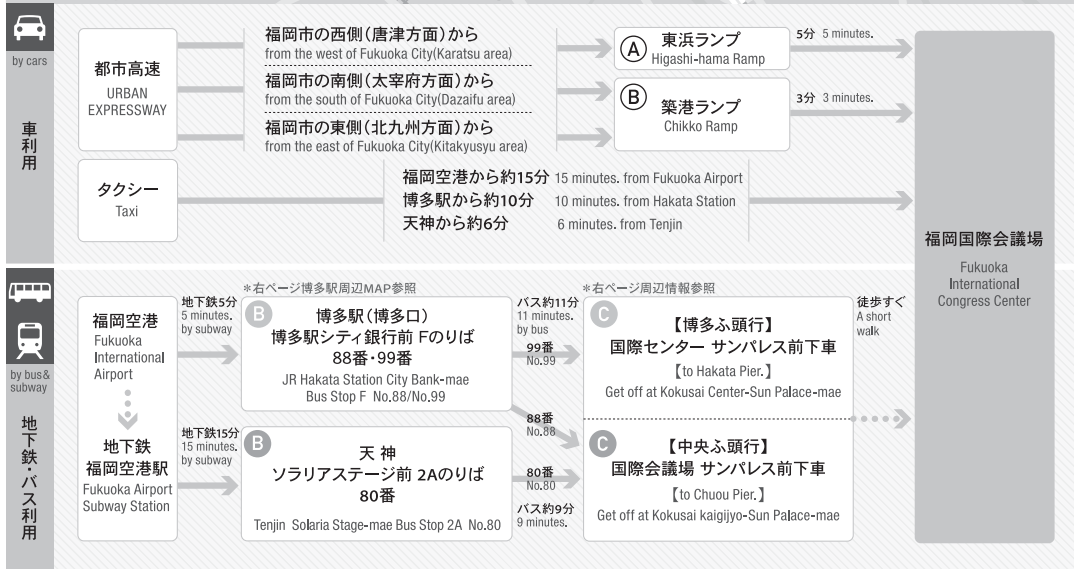 by cars
車利用
都市高速
URBAN
EXPRESSWAY
福岡市の西側(唐津方面)から
from the west of Fukuoka City(Karatsu area)
福岡市の南側(太宰府方面)から
from the south of Fukuoka City(Dazaifu area)
福岡市の東側(北九州方面)から
from the east of Fukuoka City(Kitakyusyu area)
A
東浜ランプ
Higashi-hama Ramp
5分 5 minutes.
B
築港ランプ
Chikko Ramp
3分 3 minutes.
タクシー
Taxi
福岡空港から約15分 15 minutes. from Fukuoka Airport
博多駅から約10分 10 minutes. from Hakata Station
天神から約6分 6 minutes. from Tenjin
福岡国際会議場
Fukuoka
International
Congress Center
by bus&
subway
地下鉄・バス利用
福岡空港
Fukuoka
International
Airport
地下鉄
福岡空港駅
Fukuoka Airport
Subway Station
地下鉄5分
5 minutes.
by subway
地下鉄15分
15 minutes.
by subway
*右ページ博多駅周辺MAP参照
B
博多駅(博多口)
博多駅シティ銀行前 Fのりば
88番・99番
JR Hakata Station City Bank-mae
Bus Stop F No.88/No.99
B
天神
ソラリアステージ前 2Aのりば
80番
Tenjin Solaria Stage-mae Bus Stop 2A No.80
バス約11分
11 minutes.
by bus
99番
No.99
88番
No.88
80番
No.80
バス約9分
9 minutes.
*右ページ周辺情報参照
C
【博多ふ頭行】
国際センター サンパレス前下車
【to Hakata Pier.】
Get off at Kokusai Center-Sun Palace-mae
C
【中央ふ頭行】
国際会議場 サンパレス前下車
【to Chuou Pier.】
Get off at Kokusai kaigijyo-Sun Palace-mae
徒歩すぐ
A short
walk